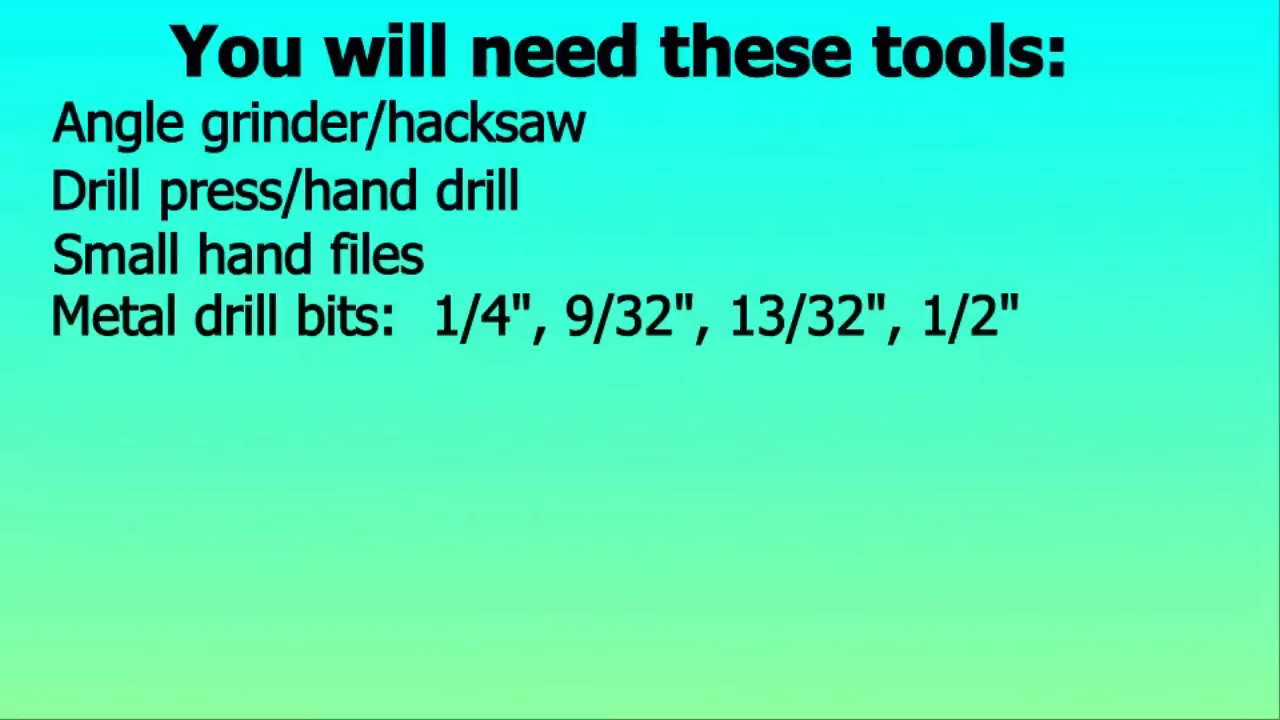 You will need these tools:
Angle grinder/hacksaw
Drill press/hand drill
Small hand files
Metal drill bits:  1/4", 9/32", 13/32", 1/2"